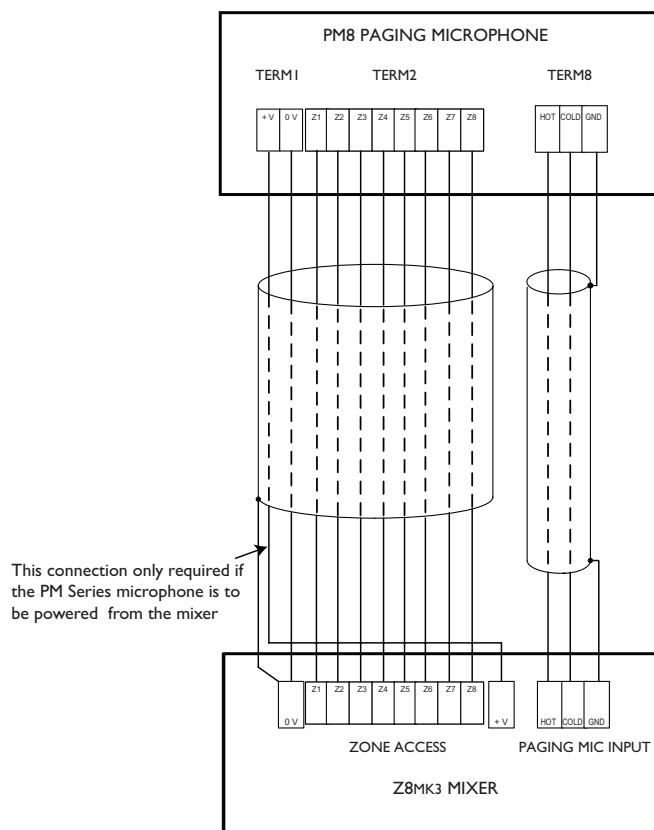 PM8 PAGING MICROPHONE
TERM1 TERM2 TERM8
+V 0V Z1 Z2 Z3 Z4 Z5 Z6 Z7 Z8 HOT COLD GND
This connection only required if
the PM Series microphone is to
be powered from the mixer
0V Z1 Z2 Z3 Z4 Z5 Z6 Z7 Z8 +V HOT COLD GND
ZONE ACCESS PAGING MIC INPUT
Z8MK3 MIXER